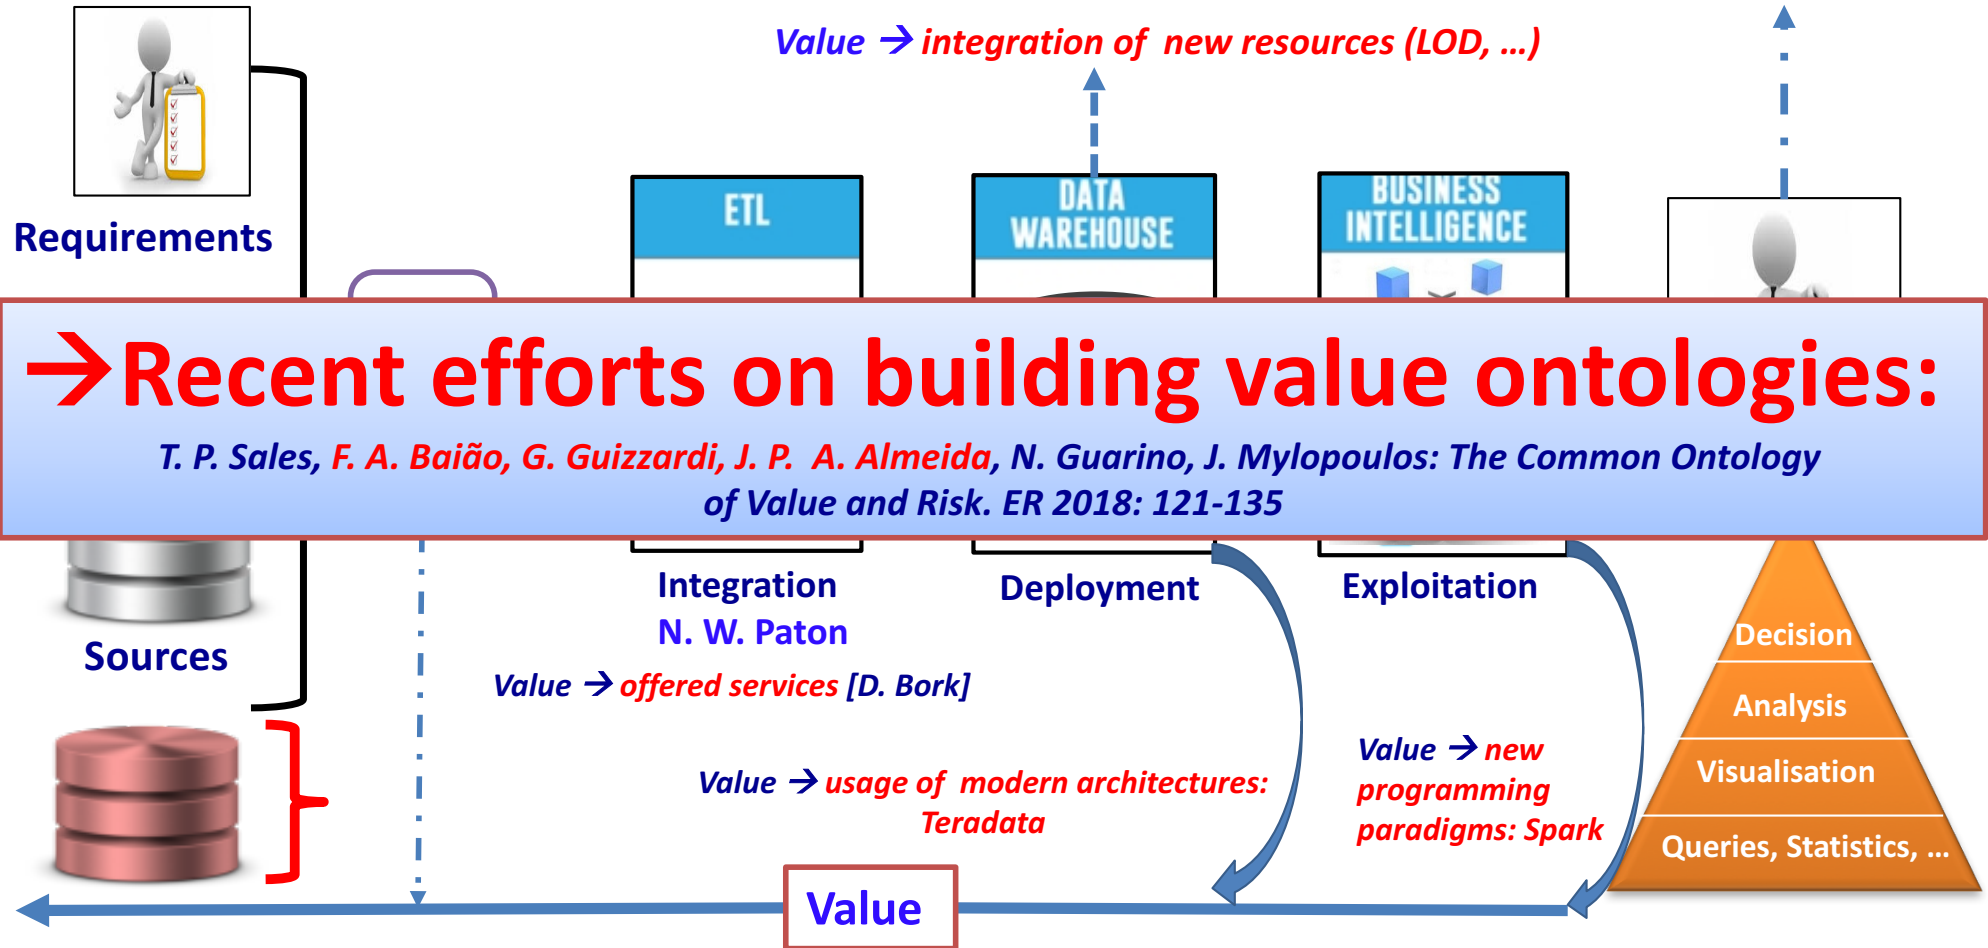 Value → integration of new resources (LOD, ...)
Requirements
ETL
DATA
WAREHOUSE
BUSINESS
INTELLIGENCE
→Recent efforts on building value ontologies:
T. P. Sales, F. A. Baião, G. Guizzardi, J. P. A. Almeida, N. Guarino, J. Mylopoulos: The Common Ontology
of Value and Risk. ER 2018: 121-135
Sources
Integration
N. W. Paton
Deployment
Exploitation
Value → offered services [D. Bork]
Value → usage of modern architectures:
Teradata
Value → new
programming
paradigms: Spark
Decision
Analysis
Visualisation
Queries, Statistics, ...
Value